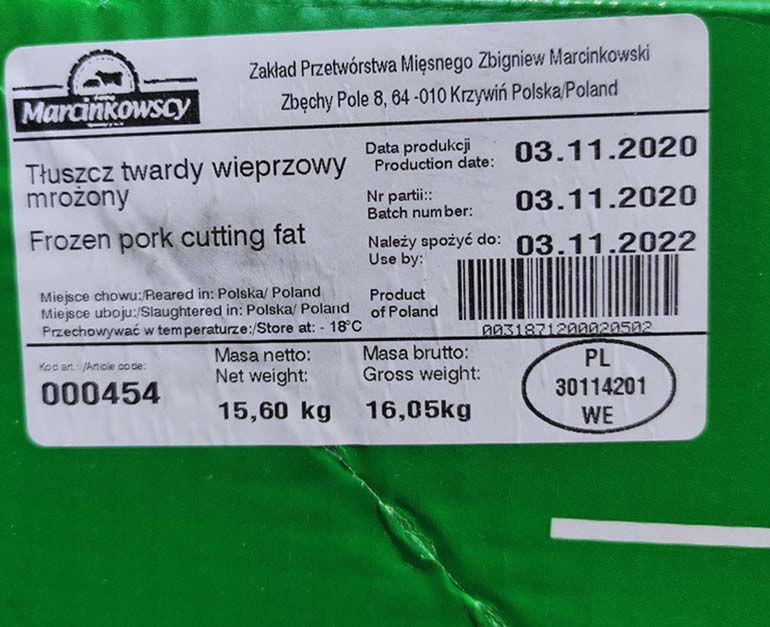 Marcinkowscy
Zakład Przetwórstwa Mięsnego Zbigniew Marcinkowski
Zbęchy Pole 8, 64 -010 Krzywiń Polska/Poland
Tłuszcz twardy wieprzowy
mrożony
Frozen pork cutting fat
Data produkcji
Production date: 03.11.2020
Nr partii::
Batch number: 03.11.2020
Należy spożyć do: 03.11.2022
Use by:
Miejsce chowu:/Reared in: Polska/ Poland
Miejsce uboju:/Slaughtered in: Polska/ Poland
Przechowywać w temperaturze:/Store at: - 18°C
Product
of Poland
0031871200020502
Kod art.: /Article code:
000454
Masa netto:
Net weight:
15,60 kg
Masa brutto:
Gross weight:
16,05kg
PL
30114201
WE